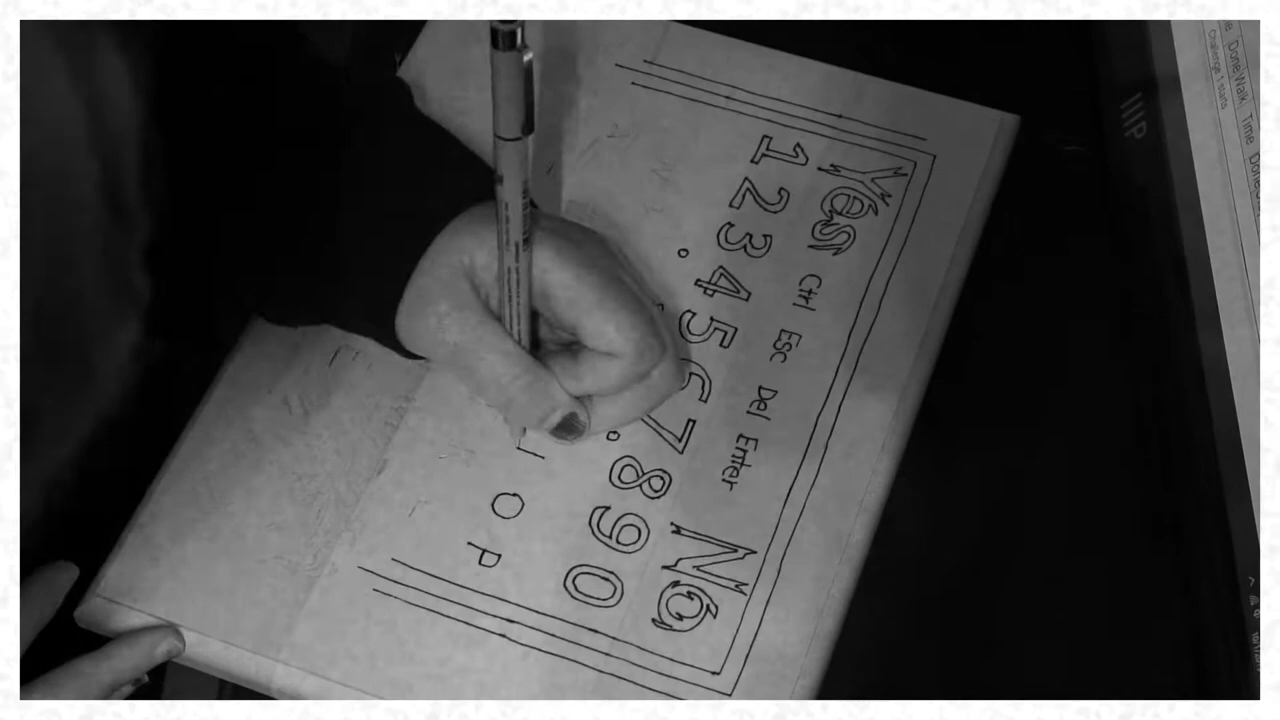 Yes Ctrl Esc Del Enter No
1234567890
I O P
Done Walk Time Done
Challenge 1 starts